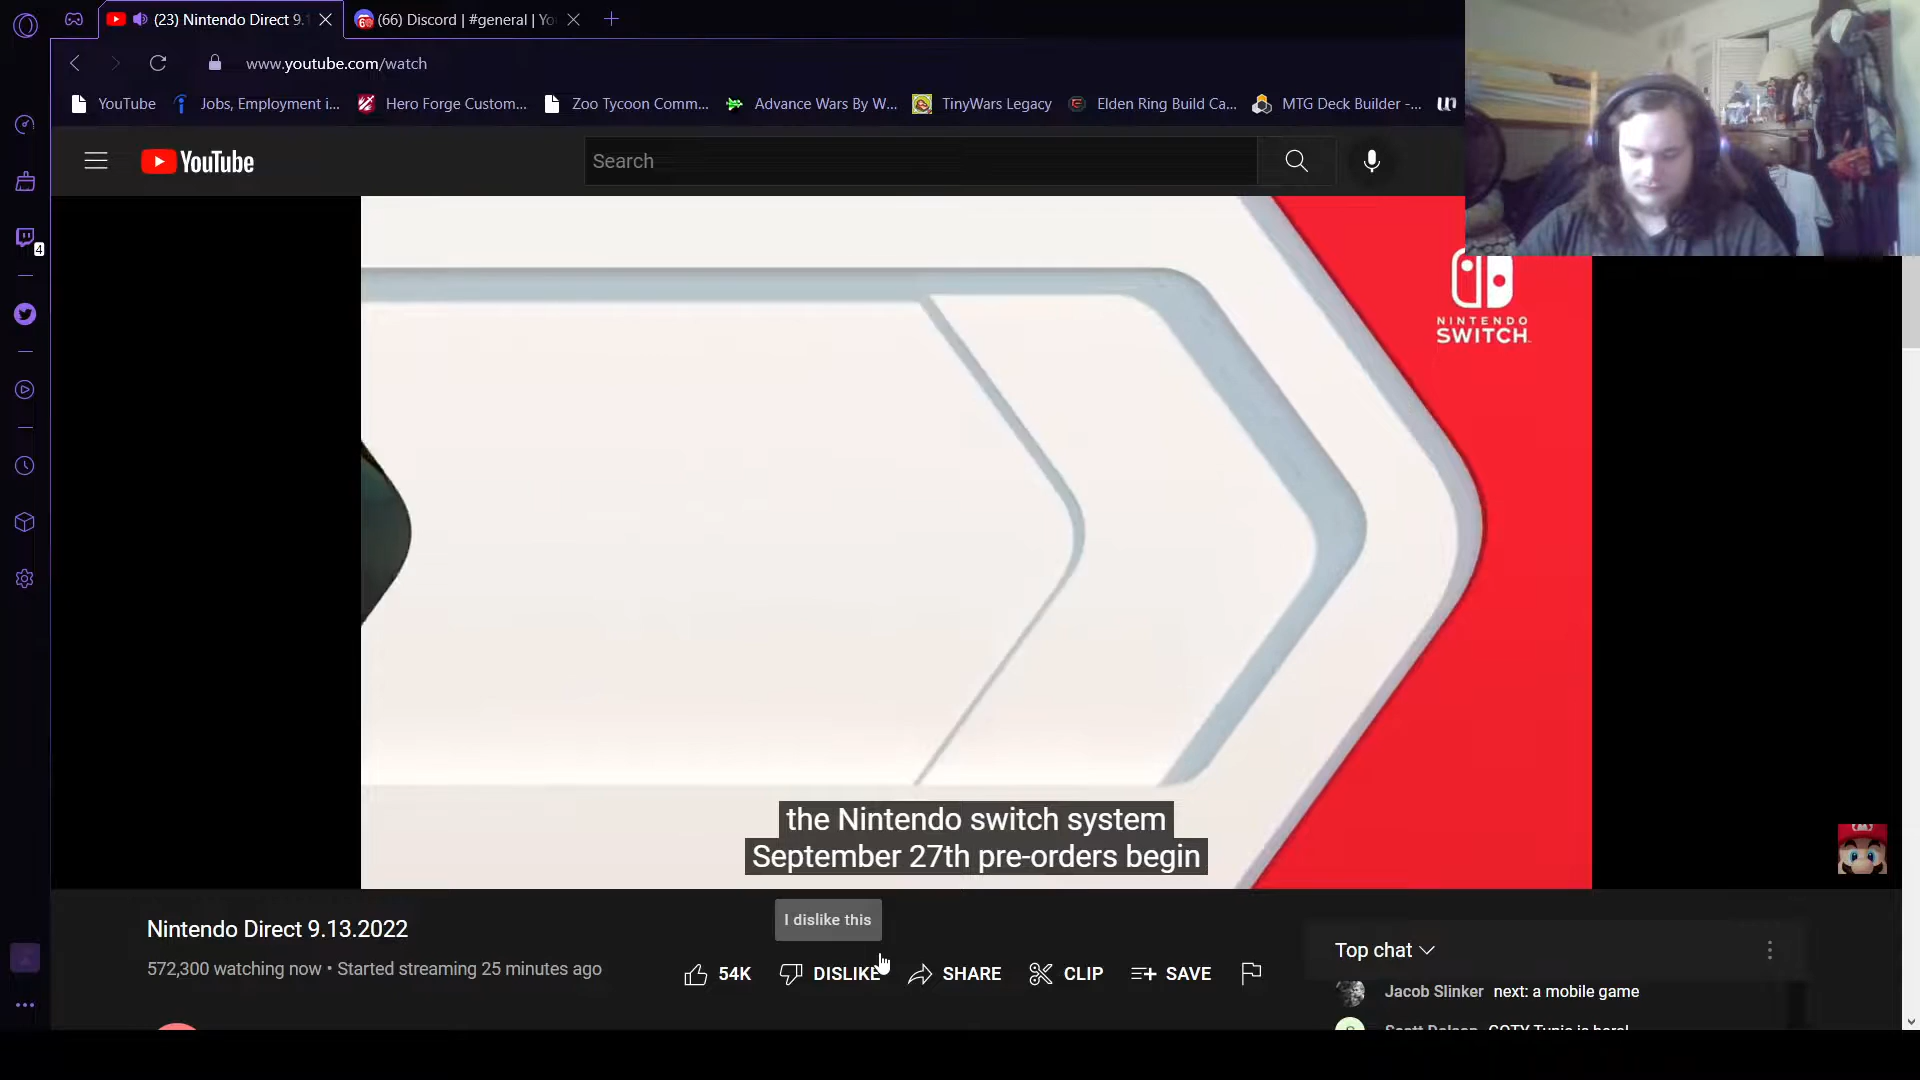 (23) Nintendo Direct 9.1
(66) Discord | #general | Yo
www.youtube.com/watch
YouTube
Jobs, Employment i...
Hero Forge Custom...
Zoo Tycoon Comm...
Advance Wars By W...
TinyWars Legacy
Elden Ring Build Ca...
MTG Deck Builder -...
YouTube
Search
4
NINTENDO
SWITCH
the Nintendo switch system
September 27th pre-orders begin
Nintendo Direct 9.13.2022
572,300 watching now • Started streaming 25 minutes ago
I dislike this
54K
DISLIKE
SHARE
CLIP
SAVE
Top chat
Jacob Slinker next: a mobile game